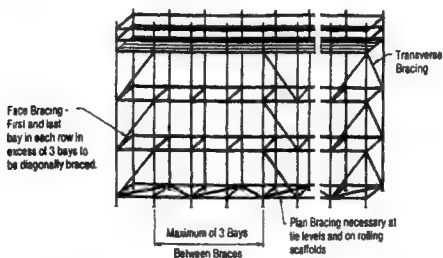 Transverse
Bracing
Face Bracing -
First and last
bay in each row in
excess of 3 bays to
be diagonally braced.
Maximum of 3 Bays
Between Braces
Plan Bracing necessary at
tie levels and on rolling
scaffolds